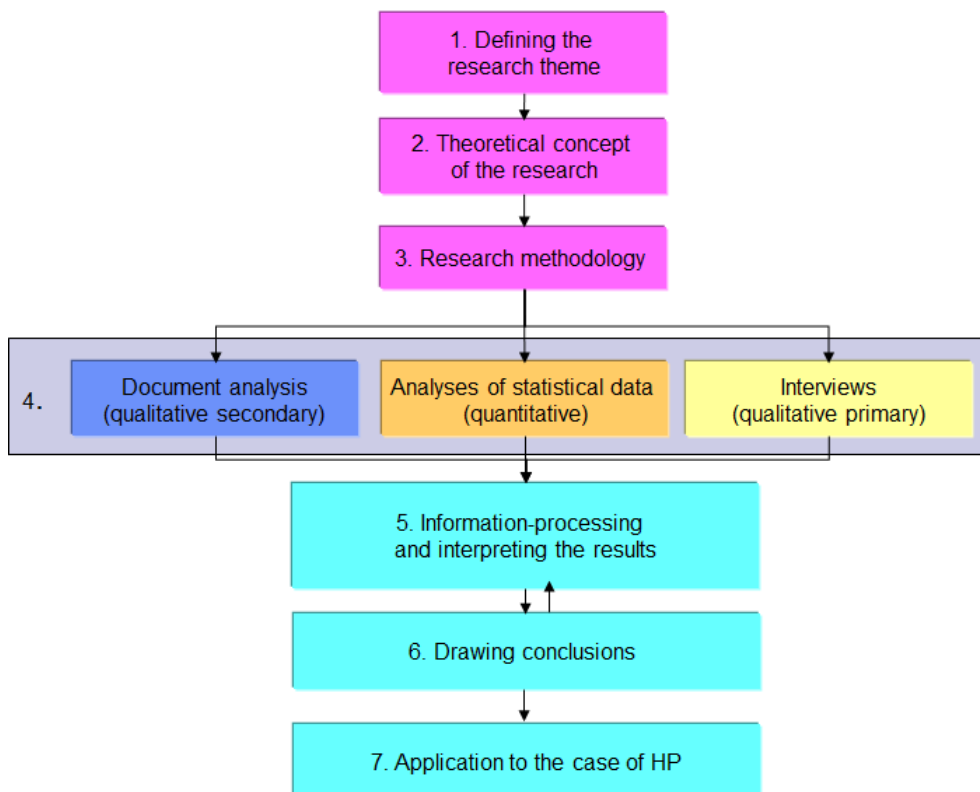 1. Defining the
research theme
2. Theoretical concept
of the research
3. Research methodology
4.
Document analysis
(qualitative secondary)
Analyses of statistical data
(quantitative)
Interviews
(qualitative primary)
5. Information-processing
and interpreting the results
6. Drawing conclusions
7. Application to the case of HP